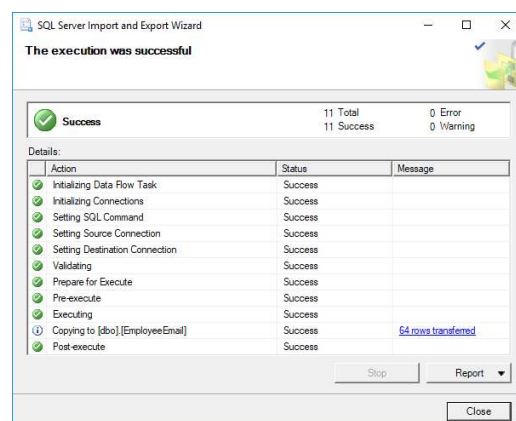 SQL Server Import and Export Wizard
The execution was successful
Success 11 Total 0 Error
11 Success 0 Warning
Details:
Action Status Message
Initializing Data Flow Task Success
Initializing Connections Success
Setting SQL Command Success
Setting Source Connection Success
Setting Destination Connection Success
Validating Success
Prepare for Execute Success
Pre-execute Success
Executing Success
Copying to [dbo].[EmployeeEmail] Success 64 rows transferred
Post-execute Success
Stop Report
Close